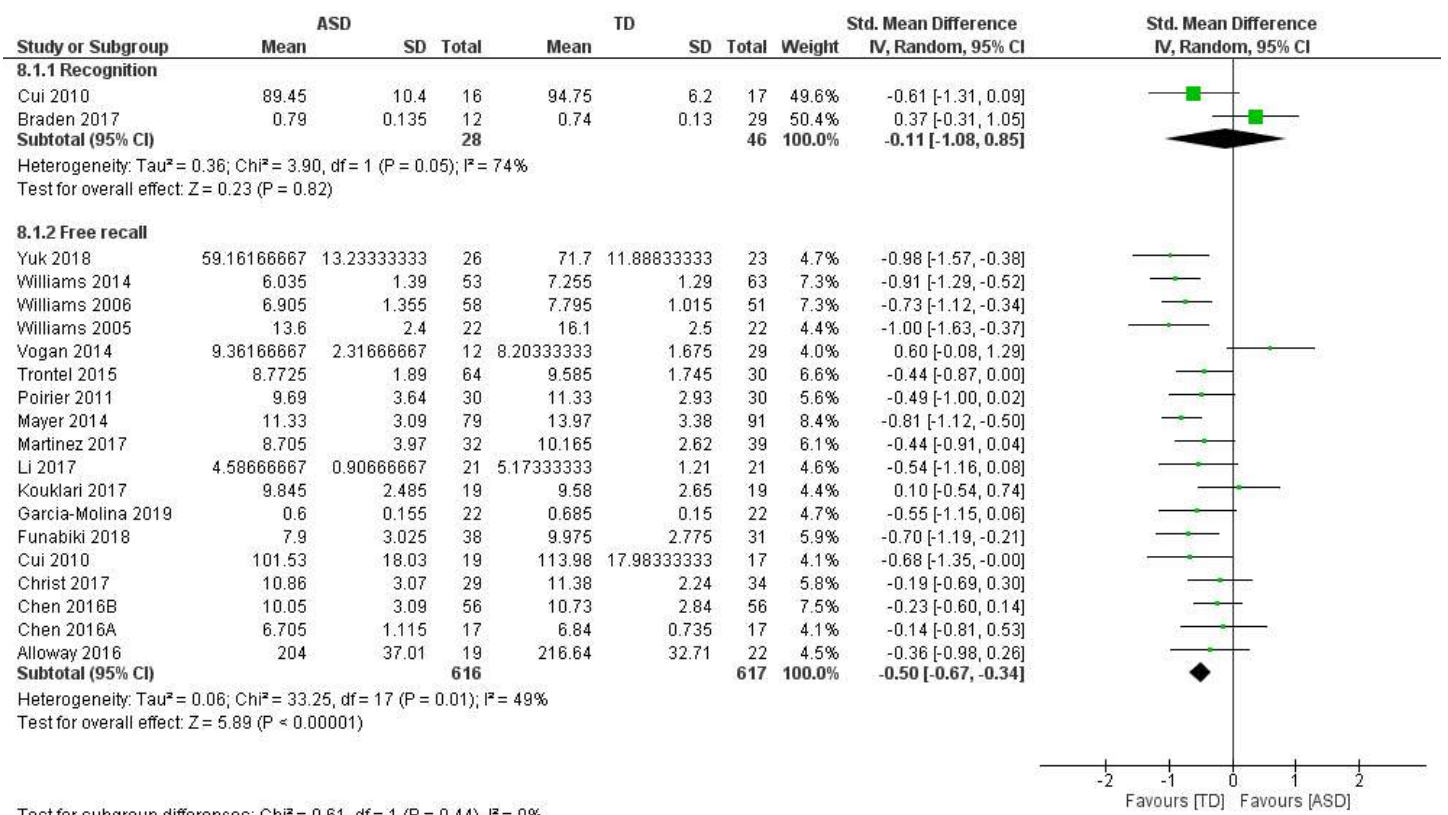 ASD TD Std. Mean Difference Std. Mean Difference
Study or Subgroup Mean SD Total Mean SD Total Weight IV, Random, 95% CI IV, Random, 95% CI
8.1.1 Recognition
Cui 2010 89.45 10.4 16 94.75 6.2 17 49.6% -0.61 [-1.31, 0.09]
Braden 2017 0.79 0.135 12 0.74 0.13 29 50.4% 0.37 [-0.31, 1.05]
Subtotal (95% CI) 28 46 100.0% -0.11 [-1.08, 0.85]
Heterogeneity: Tau² = 0.36; Chi² = 3.90, df = 1 (P = 0.05); I² = 74%
Test for overall effect: Z = 0.23 (P = 0.82)
8.1.2 Free recall
Yuk 2018 59.16166667 13.23333333 26 71.7 11.88833333 23 4.7% -0.98 [-1.57, -0.38]
Williams 2014 6.035 1.39 53 7.255 1.29 63 7.3% -0.91 [-1.29, -0.52]
Williams 2006 6.905 1.355 58 7.795 1.015 51 7.3% -0.73 [-1.12, -0.34]
Williams 2005 13.6 2.4 22 16.1 2.5 22 4.4% -1.00 [-1.63, -0.37]
Vogan 2014 9.36166667 2.31666667 12 8.20333333 1.675 29 4.0% 0.60 [-0.08, 1.29]
Trontel 2015 8.7725 1.89 64 9.585 1.745 30 6.6% -0.44 [-0.87, 0.00]
Poirier 2011 9.69 3.64 30 11.33 2.93 30 5.6% -0.49 [-1.00, 0.02]
Mayer 2014 11.33 3.09 79 13.97 3.38 91 8.4% -0.81 [-1.12, -0.50]
Martinez 2017 8.705 3.97 32 10.165 2.62 39 6.1% -0.44 [-0.91, 0.04]
Li 2017 4.58666667 0.90666667 21 5.17333333 1.21 21 4.6% -0.54 [-1.16, 0.08]
Kouklari 2017 9.845 2.485 19 9.58 2.65 19 4.4% 0.10 [-0.54, 0.74]
Garcia-Molina 2019 0.6 0.155 22 0.685 0.15 22 4.7% -0.55 [-1.15, 0.06]
Funabiki 2018 7.9 3.025 38 9.975 2.775 31 5.9% -0.70 [-1.19, -0.21]
Cui 2010 101.53 18.03 19 113.98 17.98333333 17 4.1% -0.68 [-1.35, -0.00]
Christ 2017 10.86 3.07 29 11.38 2.24 34 5.8% -0.19 [-0.69, 0.30]
Chen 2016B 10.05 3.09 56 10.73 2.84 56 7.5% -0.23 [-0.60, 0.14]
Chen 2016A 6.705 1.115 17 6.84 0.735 17 4.1% -0.14 [-0.81, 0.53]
Alloway 2016 204 37.01 19 216.64 32.71 22 4.5% -0.36 [-0.98, 0.26]
Subtotal (95% CI) 616 617 100.0% -0.50 [-0.67, -0.34]
Heterogeneity: Tau² = 0.06; Chi² = 33.25, df = 17 (P = 0.01); I² = 49%
Test for overall effect: Z = 5.89 (P < 0.00001)
-2 -1 0 1 2
Favours [TD] Favours [ASD]
Test for subgroup differences: Chi² = 0.61, df = 1 (P = 0.44), I² = 0%